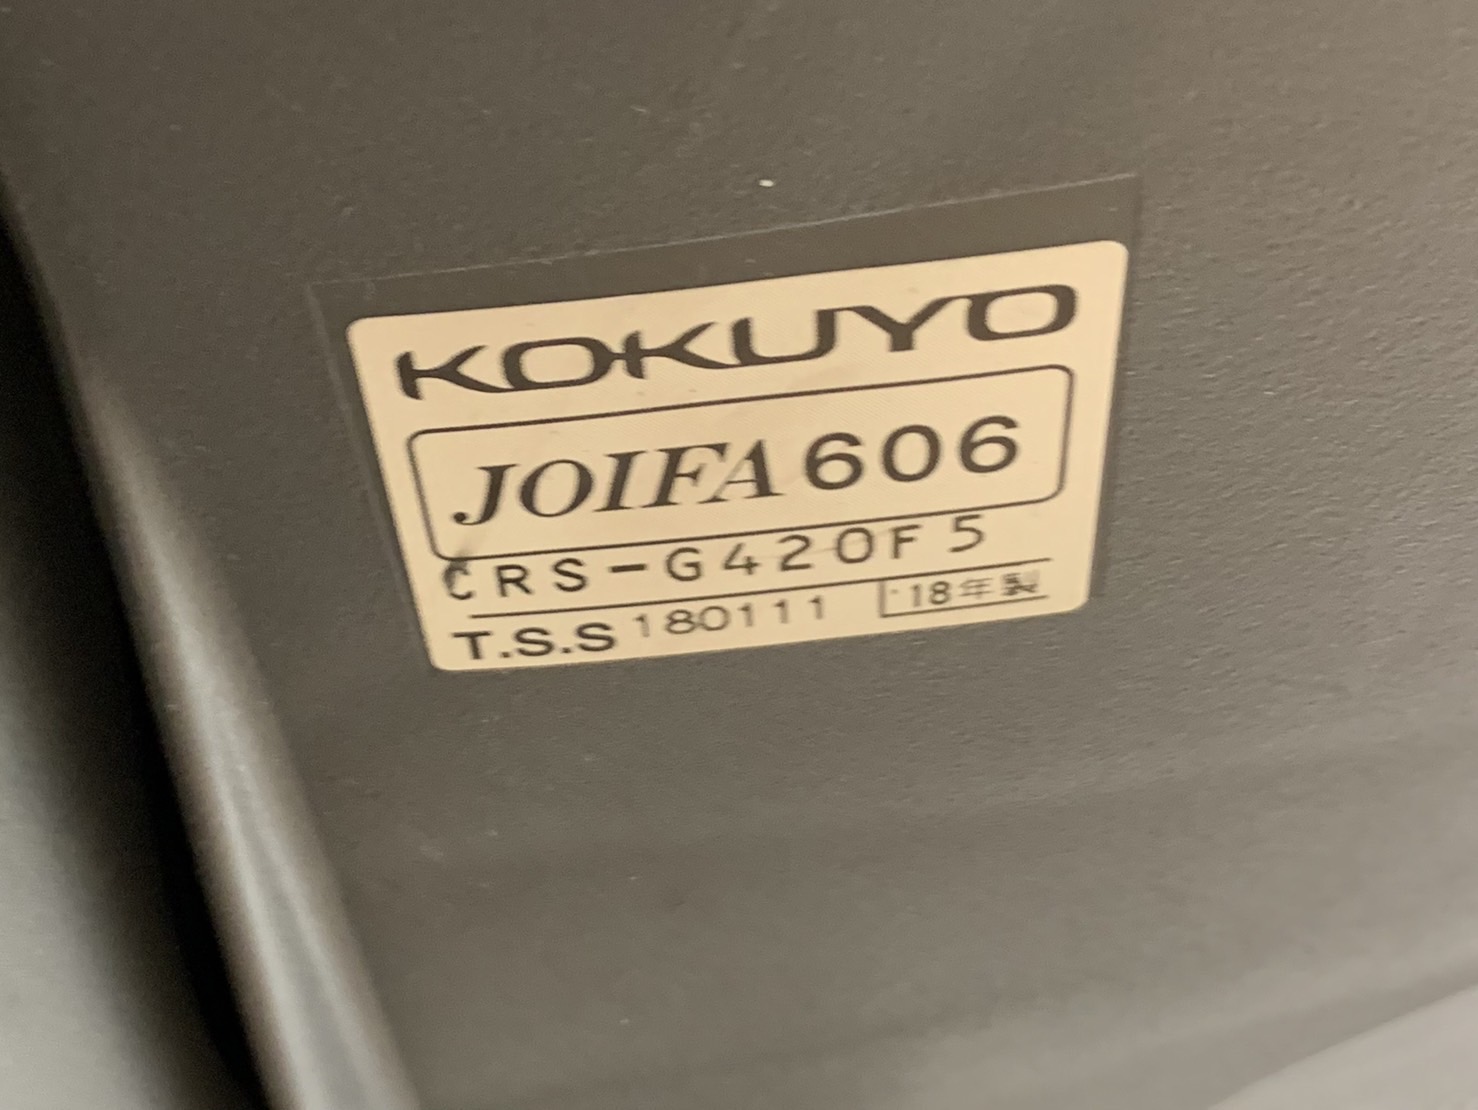 KOKUYO
JOIFA 606
CRS-G420F5
T.S.S 180111 '18年製